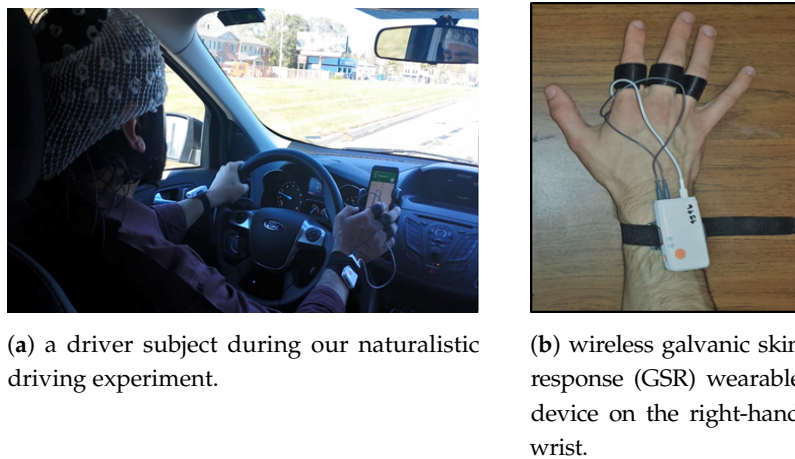 Ford
(a) a driver subject during our naturalistic
driving experiment.
(b) wireless galvanic skin
response (GSR) wearable
device on the right-hand
wrist.